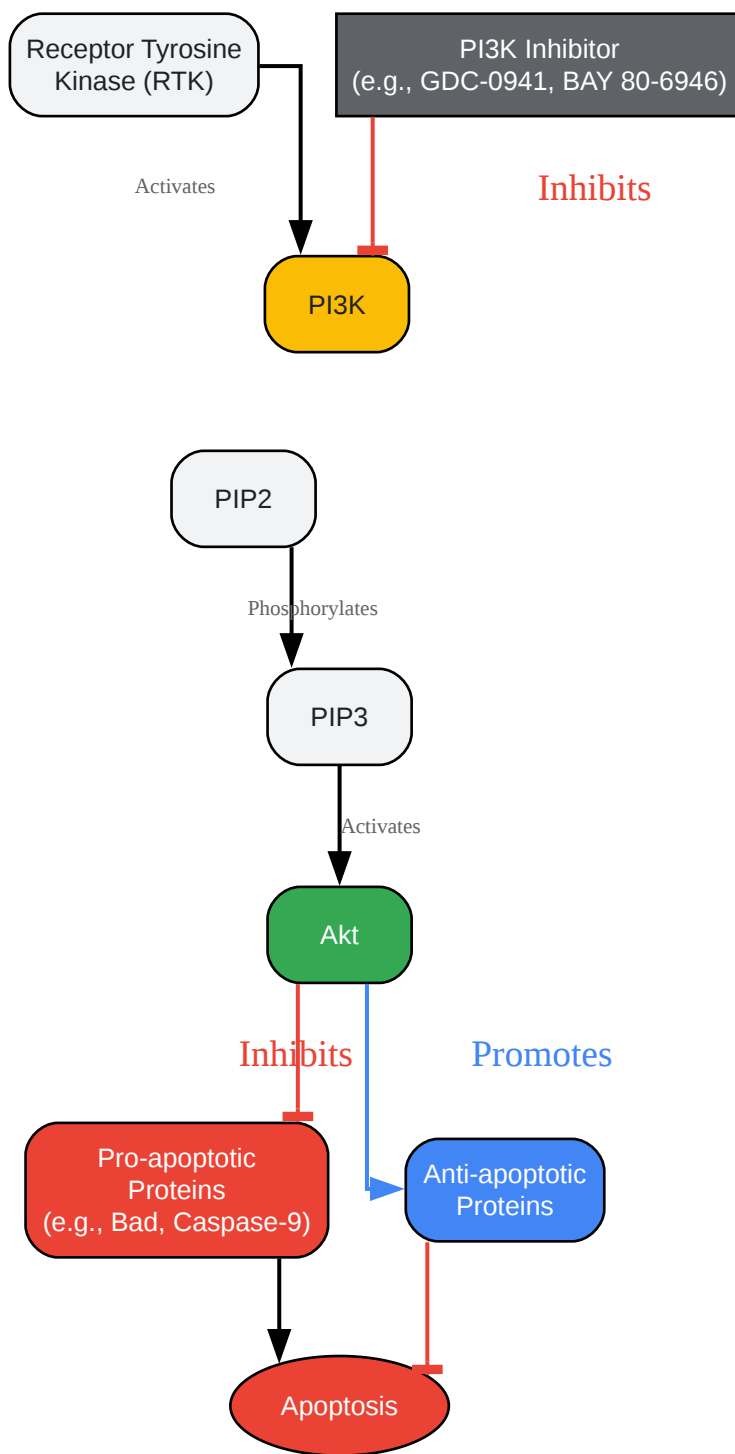 Receptor Tyrosine
Kinase (RTK)
PI3K Inhibitor
(e.g., GDC-0941, BAY 80-6946)
Activates
Inhibits
PI3K
PIP2
Phosphorylates
PIP3
Activates
Akt
Inhibits
Promotes
Pro-apoptotic
Proteins
(e.g., Bad, Caspase-9)
Anti-apoptotic
Proteins
Apoptosis